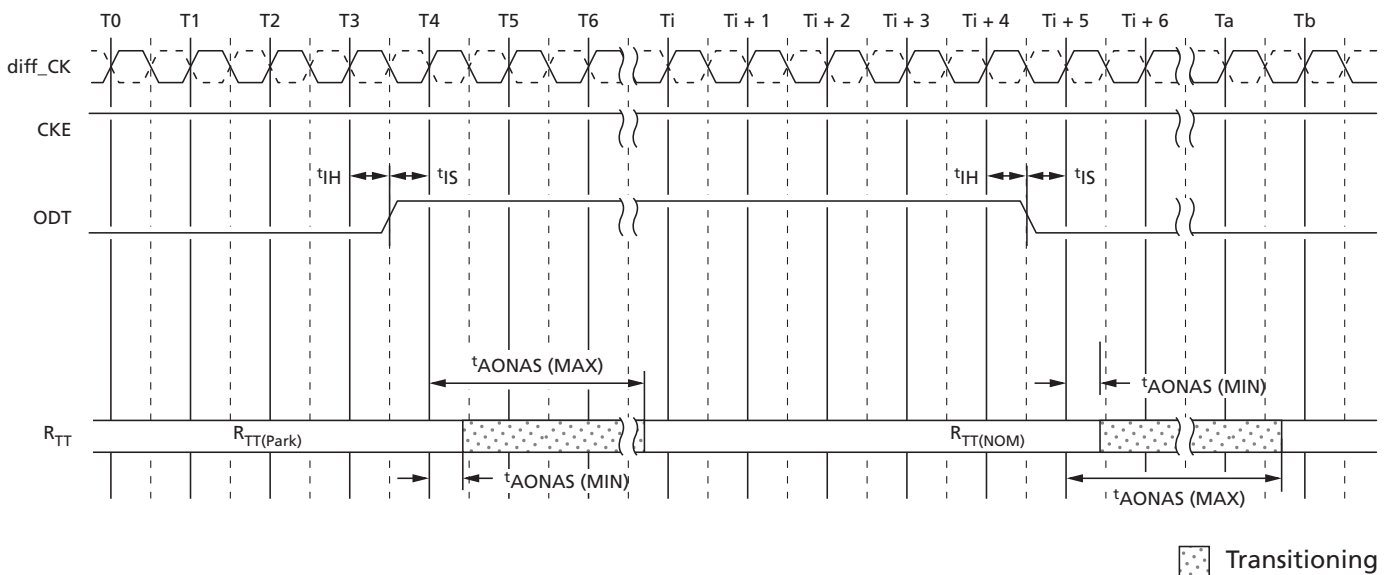 T0 T1 T2 T3 T4 T5 T6 Ti Ti + 1 Ti + 2 Ti + 3 Ti + 4 Ti + 5 Ti + 6 Ta Tb
diff_CK
CKE
tIH tIS tIH tIS
ODT
tAONAS (MAX)
tAONAS (MIN)
RTT RTT(Park) RTT(NOM)
tAONAS (MIN)
tAONAS (MAX)
Transitioning